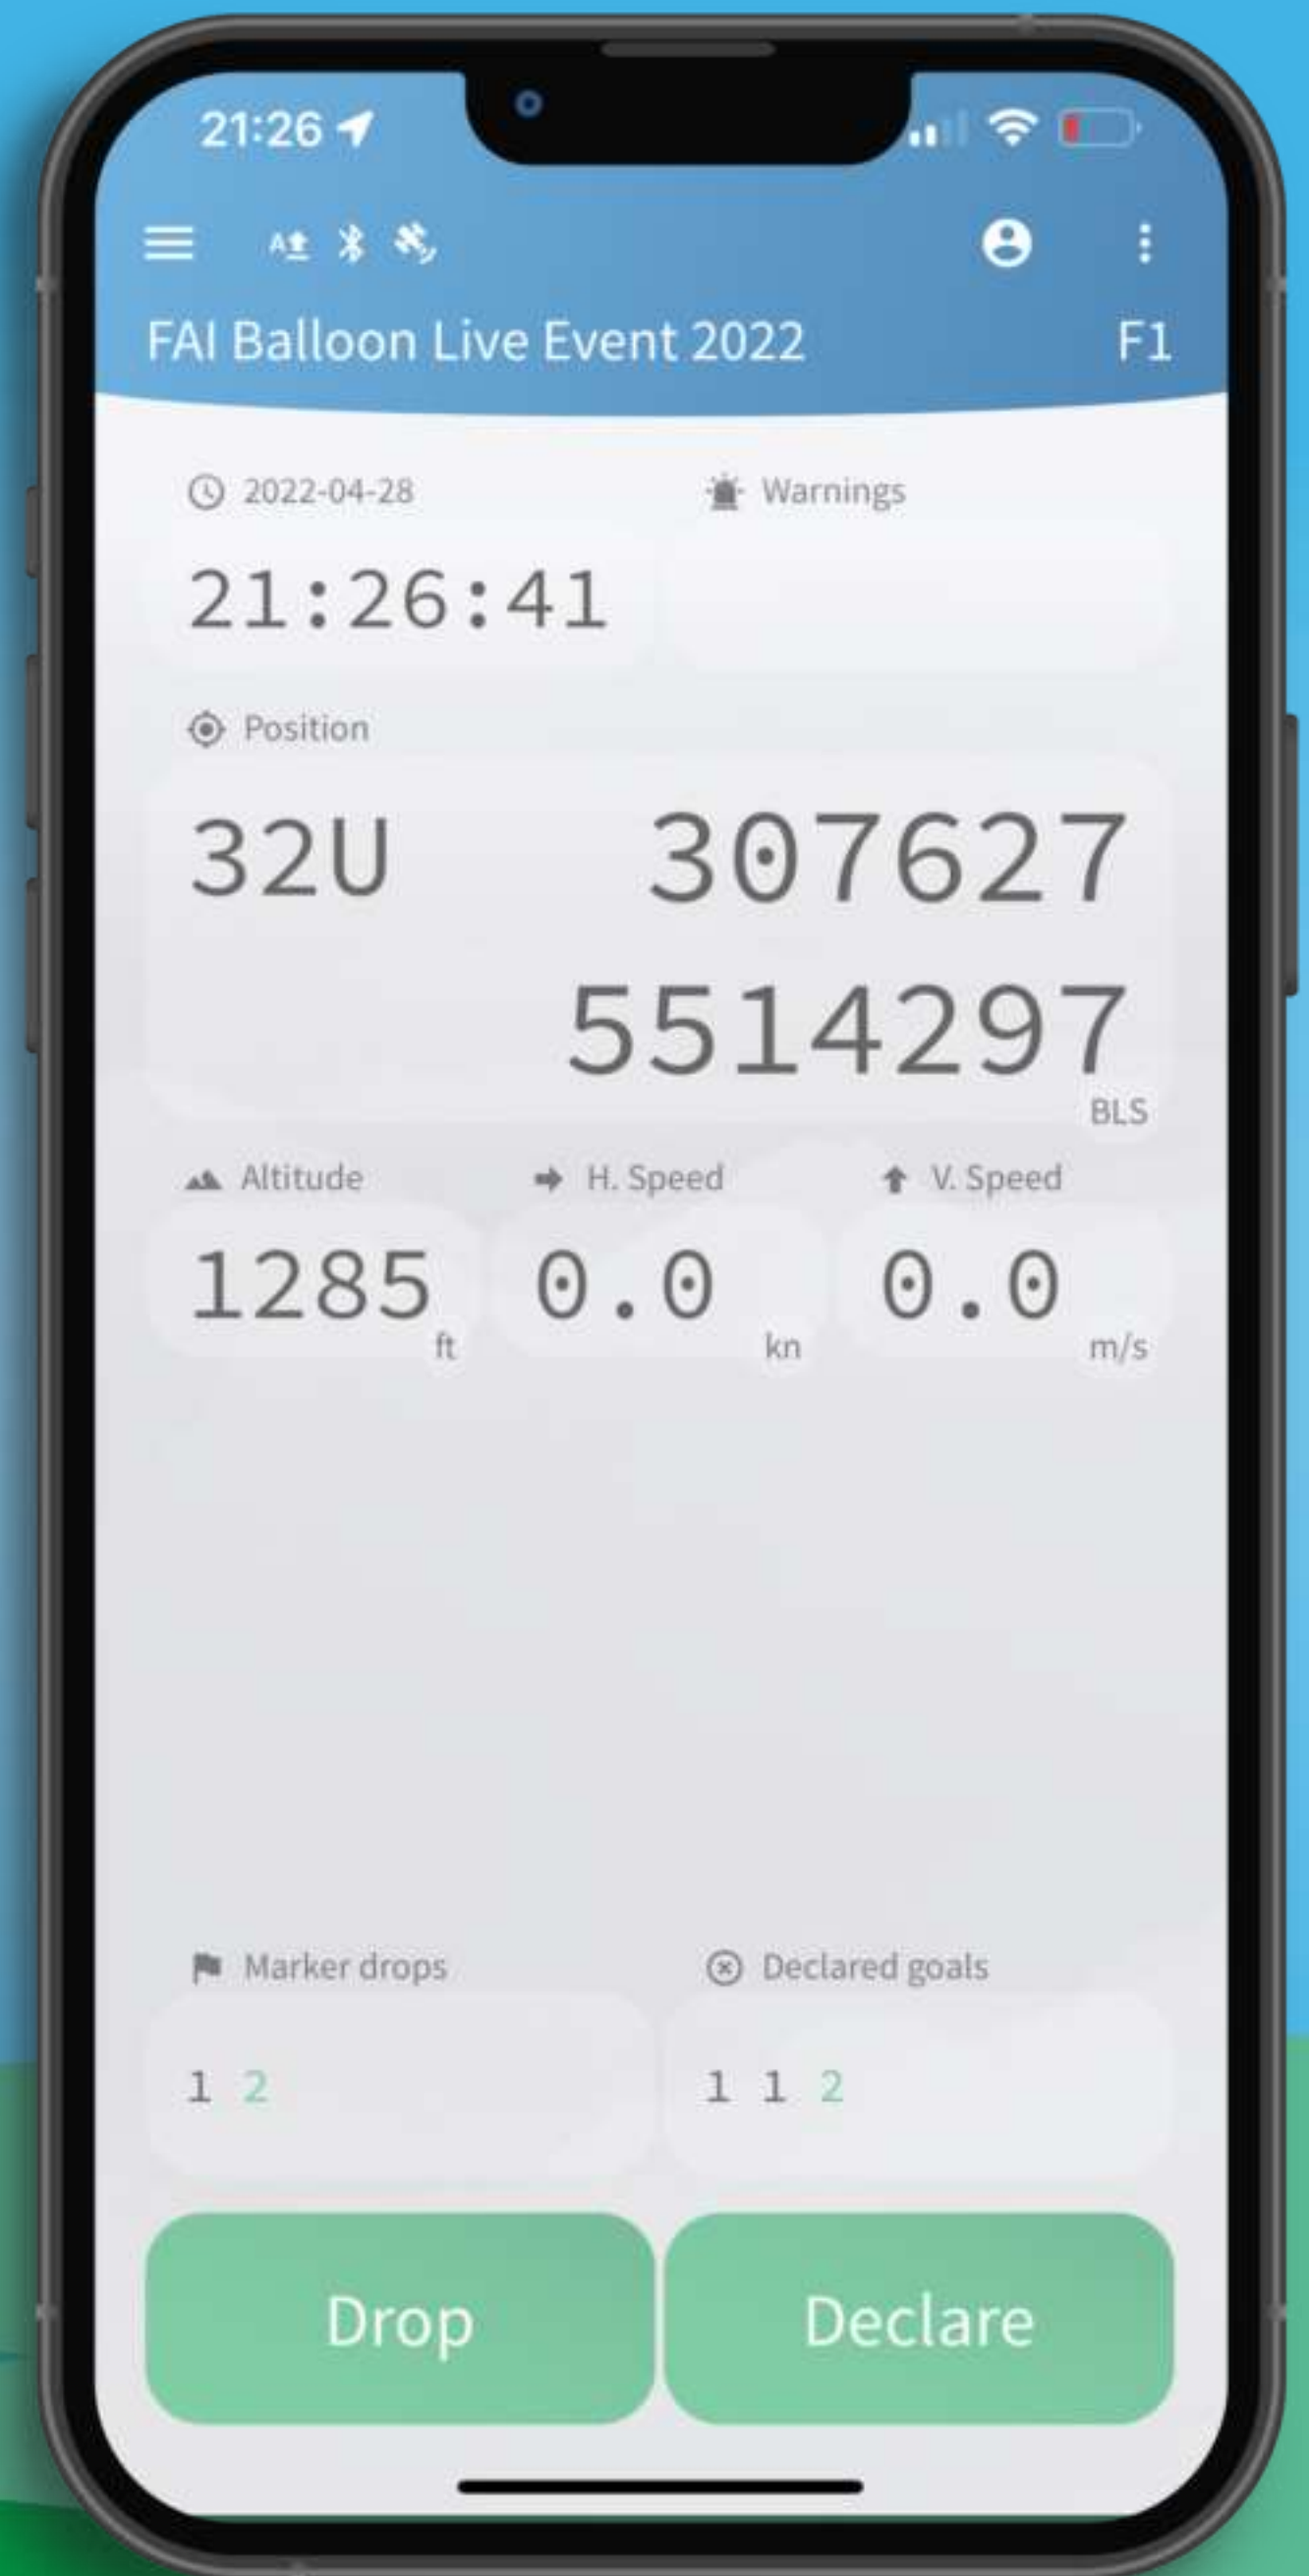 21:26
A
FAI Balloon Live Event 2022 F1
2022-04-28 Warnings
21:26:41
Position
32U 307627
5514297
BLS
Altitude H. Speed V. Speed
1285 0.0 0.0
ft kn m/s
Marker drops Declared goals
1 2 1 1 2
Drop Declare